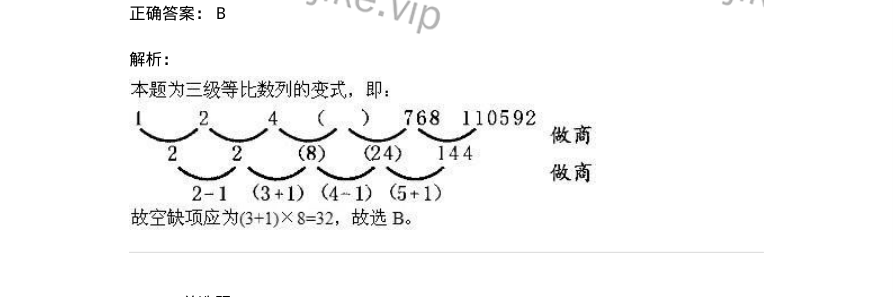 正确答案： B
解析：
本题为三级等比数列的变式，即：
1 2 4 ( ) 768 110592
做商
2 2 (8) (24) 144
做商
2-1 (3+1) (4-1) (5+1)
故空缺项应为(3+1)×8=32，故选 B。